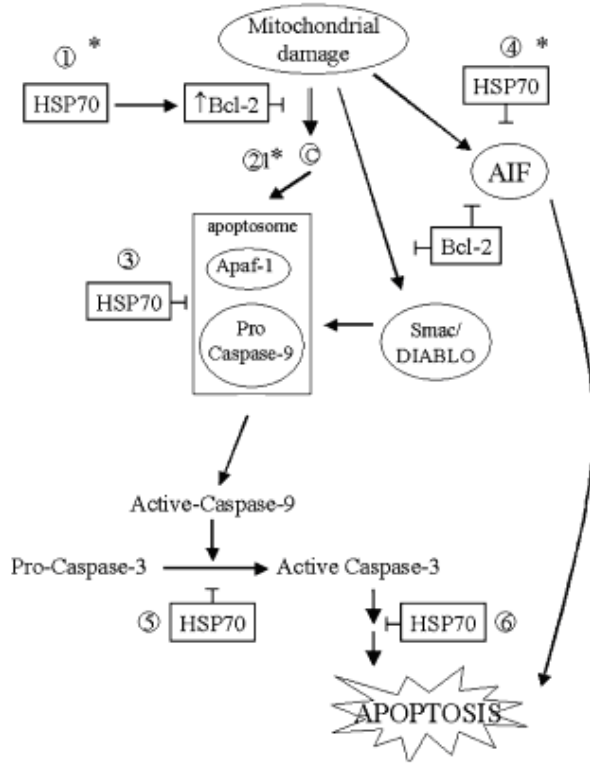 Mitochondrial
damage
① *
④ *
HSP70
↑Bcl-2
HSP70
②1* ©
AIF
apoptosome
Apaf-1
Bcl-2
③
HSP70
Pro
Caspase-9
Smac/
DIABLO
Active-Caspase-9
Pro-Caspase-3
Active Caspase-3
⑤ HSP70
HSP70 ⑥
APOPTOSIS